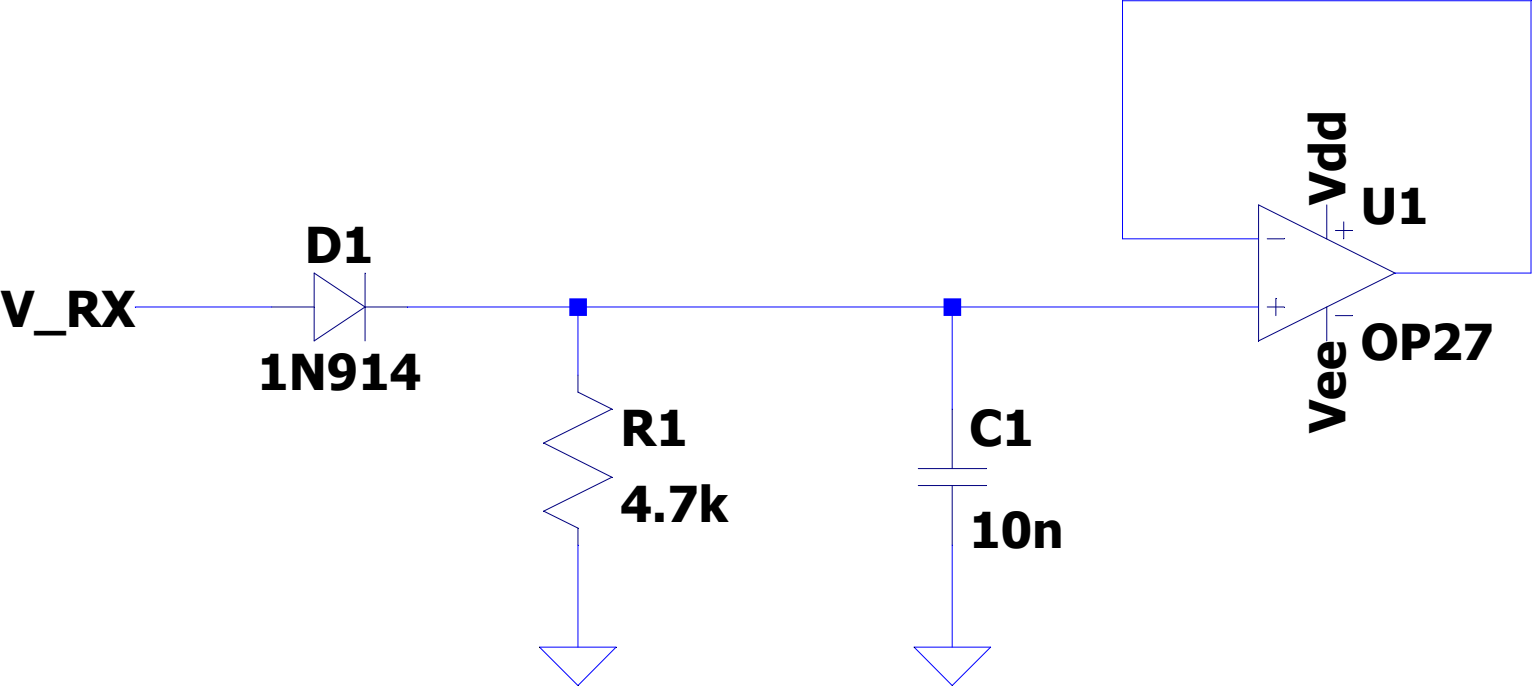 Vdd
U1
D1
V_RX
1N914
OP27
Vee
R1
4.7k
C1
10n